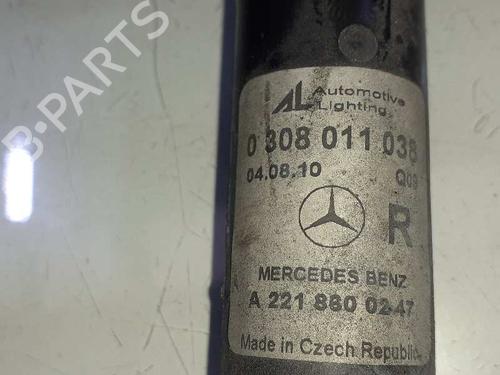 B-PARTS
AL Automotive
Lighting
0 308 011 038
04.08.10 Q09
R
MERCEDES BENZ
A 221 880 02 47
Made in Czech Republic